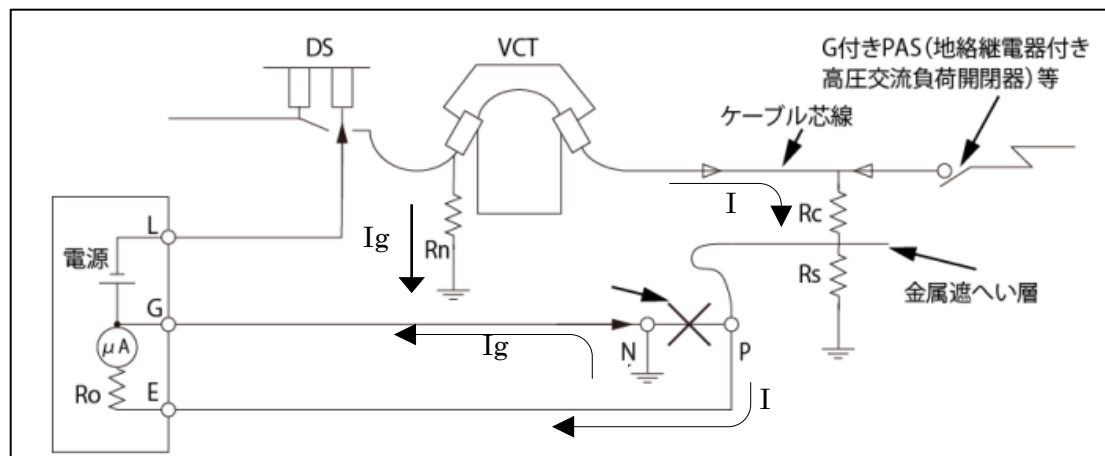 DS
VCT
G付きPAS(地絡継電器付き
高圧交流負荷開閉器)等
ケーブル芯線
I
Rc
L
Ig
Rn
電源
Rs
金属遮へい層
G
μA
Ig
N
P
Ro
E
I